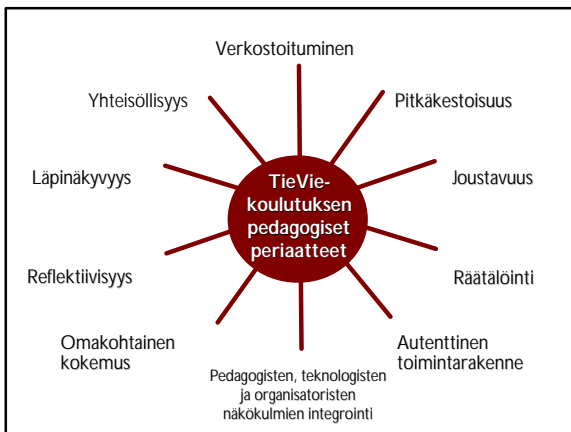 Verkostoituminen
Yhteisöllisyys
Pitkäkestoisuus
Läpinäkyvyys
Joustavuus
TieVie-
koulutuksen
pedagogiset
periaatteet
Reflektiivisyys
Räätälöinti
Omakohtainen
kokemus
Autenttinen
toimintarakenne
Pedagogisten, teknologisten
ja organisatoristen
näkökulmien integrointi